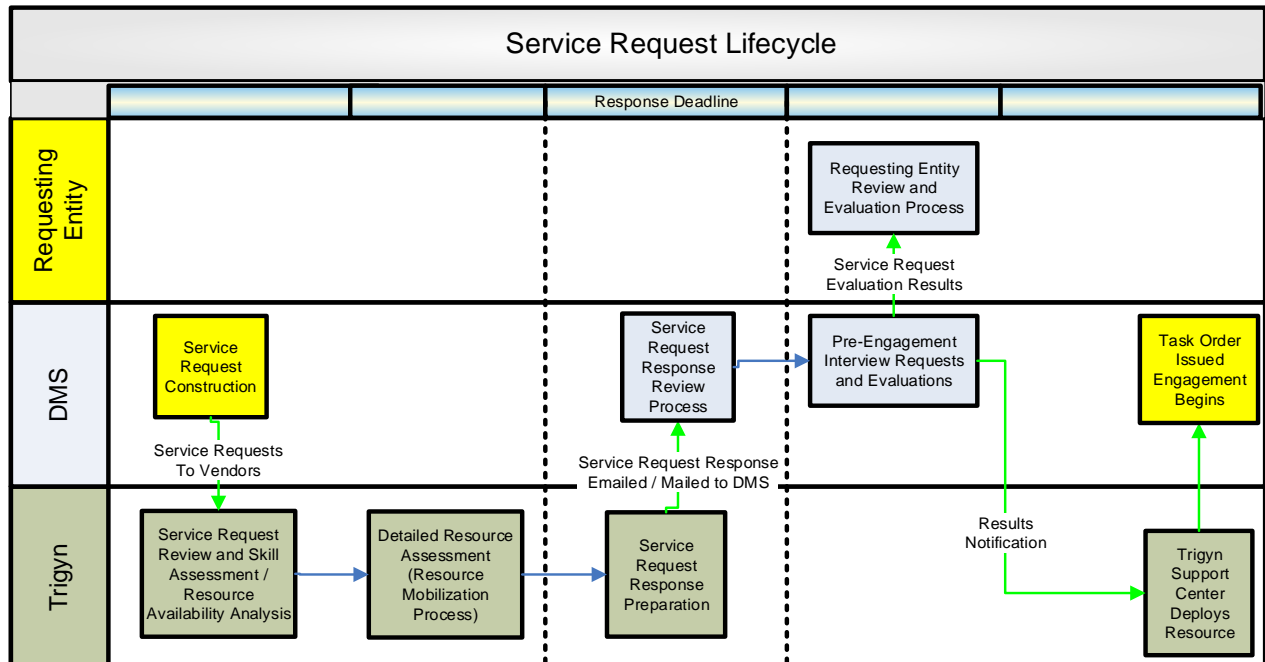 Service Request Lifecycle
Response Deadline
Requesting
Entity
Requesting Entity
Review and
Evaluation Process
Service Request
Evaluation Results
DMS
Service
Request
Construction
Service Requests
To Vendors
Service
Request
Response
Review
Process
Service Request Response
Emailed / Mailed to DMS
Pre-Engagement
Interview Requests
and Evaluations
Task Order
Issued
Engagement
Begins
Trigyn
Service Request
Review and Skill
Assessment /
Resource
Availability Analysis
Detailed Resource
Assessment
(Resource
Mobilization
Process)
Service
Request
Response
Preparation
Results
Notification
Trigyn
Support
Center
Deploys
Resource